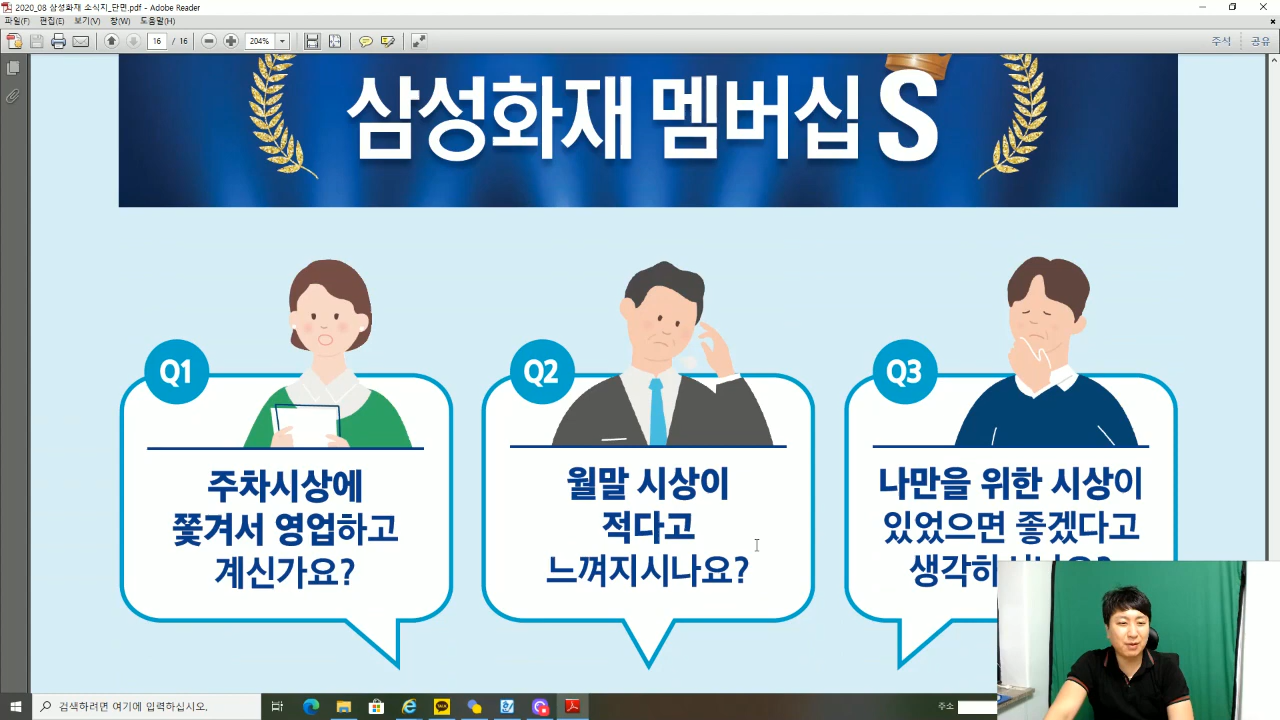 2020_08 삼성화재 소식지_단면.pdf - Adobe Reader
파일(F) 편집(E) 보기(V) 창(W) 도움말(H)
16 / 16 204% 주석 공유
삼성화재 멤버십 S
Q1
주차시상에
쫓겨서 영업하고
계신가요?
Q2
월말 시상이
적다고
느껴지시나요?
Q3
나만을 위한 시상이
있었으면 좋겠다고
검색하려면 여기에 입력하십시오.
TALK
주소